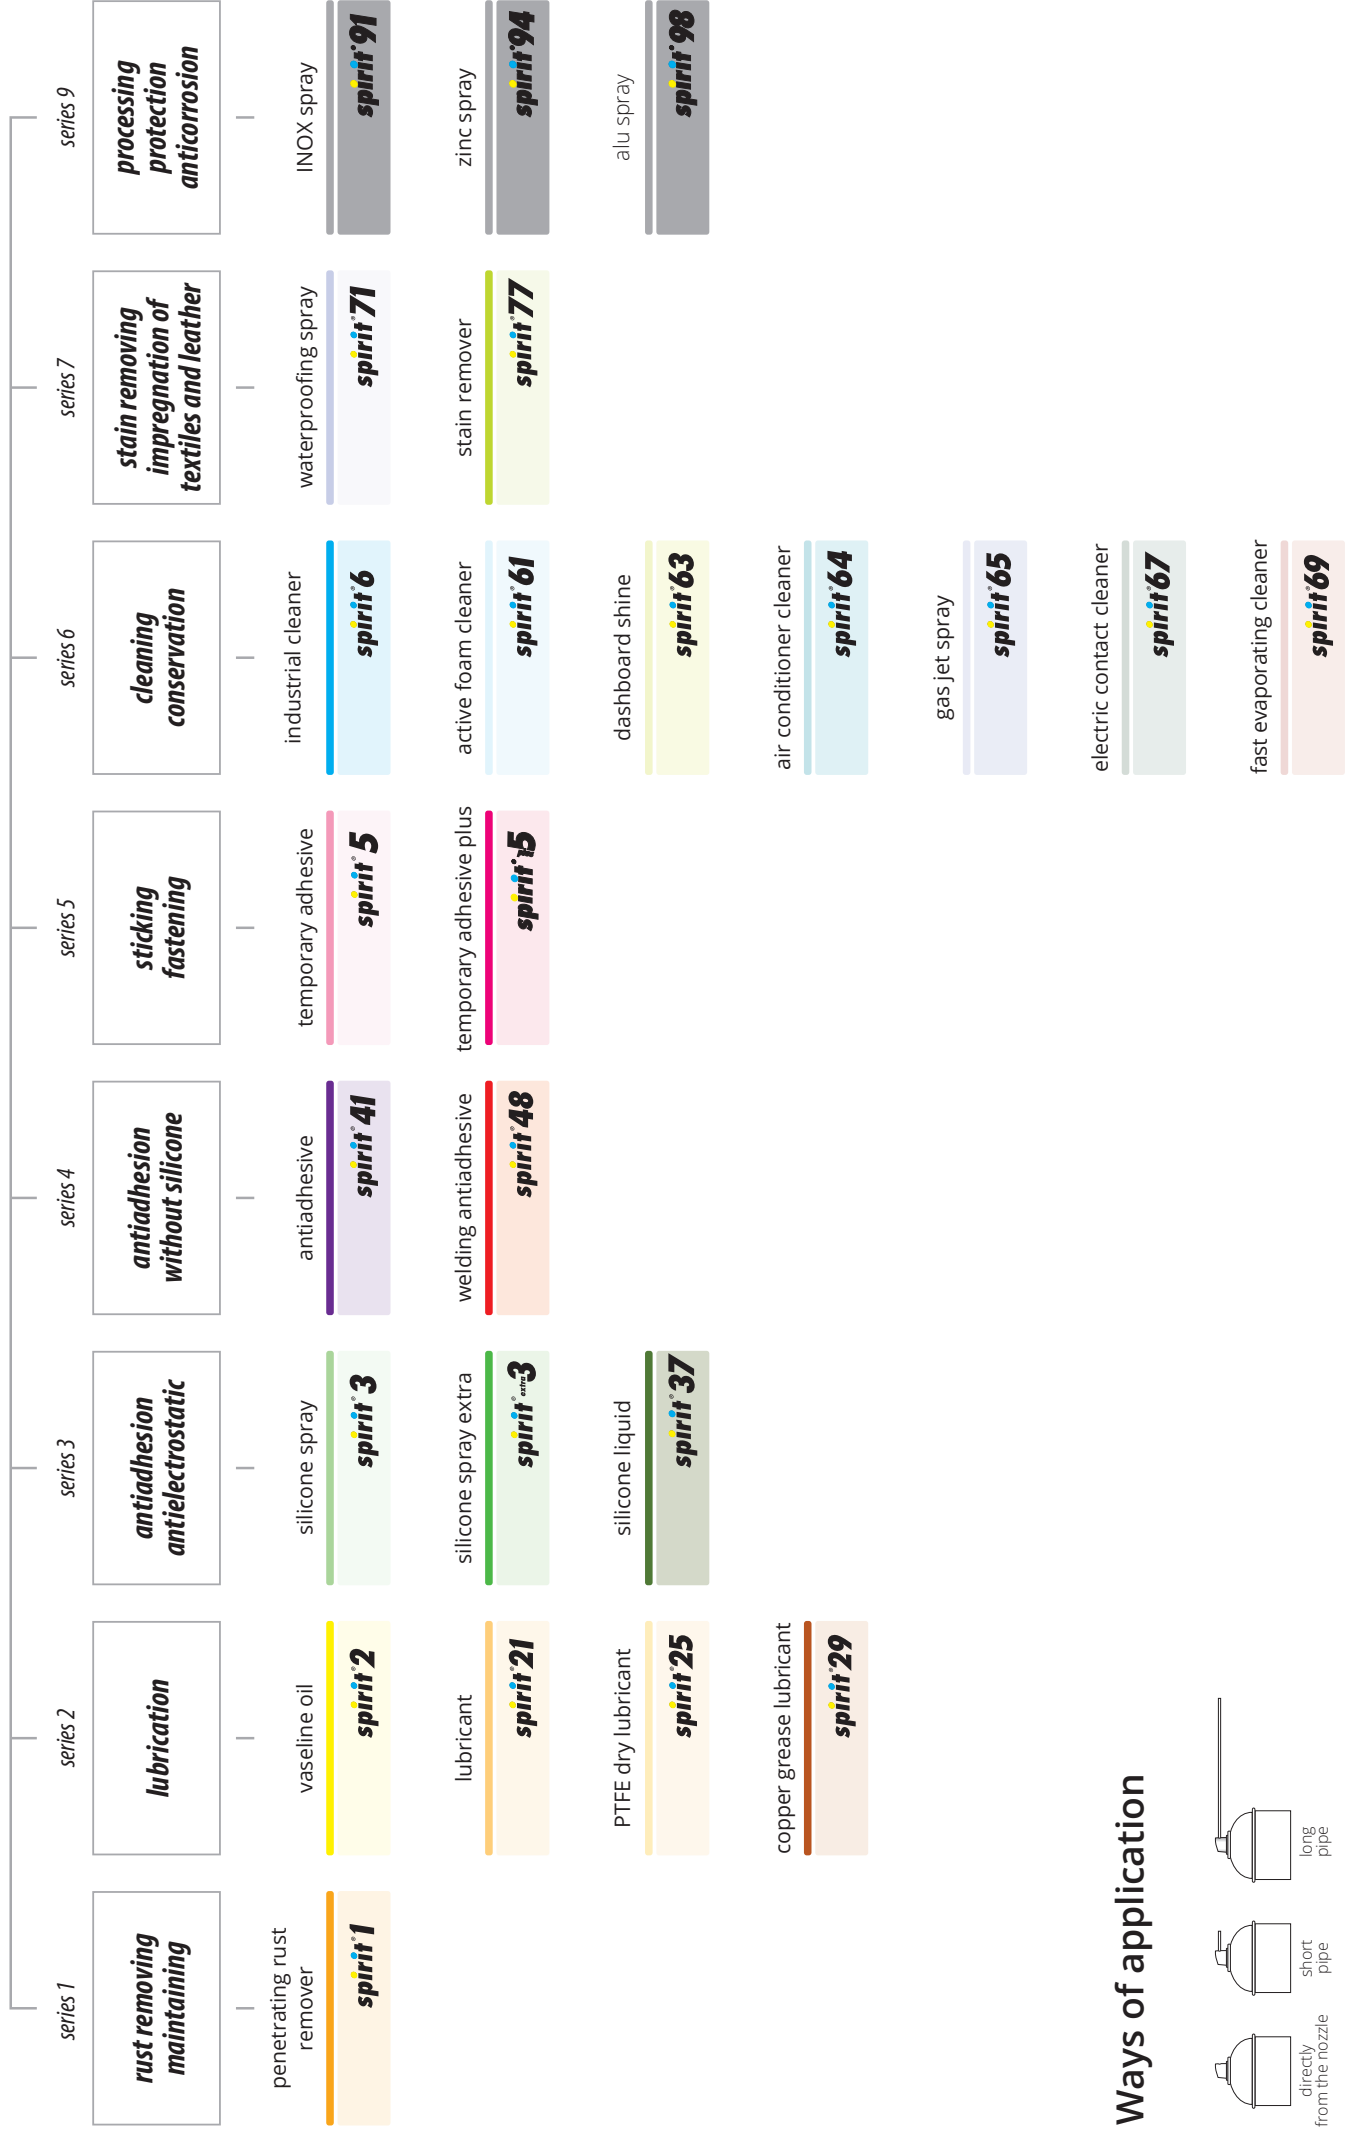 series 1
rust removing
maintaining
penetrating rust
remover
spirit® 1
series 2
lubrication
vaseline oil
spirit® 2
lubricant
spirit® 21
PTFE dry lubricant
spirit® 25
copper grease lubricant
spirit® 29
series 3
antiadhesion
antielectrostatic
silicone spray
spirit® 3
silicone spray extra
spirit® extra 3
silicone liquid
spirit® 37
series 4
antiadhesion
without silicone
antiadhesive
spirit® 41
welding antiadhesive
spirit® 48
series 5
sticking
fastening
temporary adhesive
spirit® 5
temporary adhesive plus
spirit® 15
series 6
cleaning
conservation
industrial cleaner
spirit® 6
active foam cleaner
spirit® 61
dashboard shine
spirit® 63
air conditioner cleaner
spirit® 64
gas jet spray
spirit® 65
electric contact cleaner
spirit® 67
fast evaporating cleaner
spirit® 69
series 7
stain removing
impregnation of
textiles and leather
waterproofing spray
spirit® 71
stain remover
spirit® 77
series 9
processing
protection
anticorrosion
INOX spray
spirit® 91
zinc spray
spirit® 94
alu spray
spirit® 98
Ways of application
directly
from the nozzle
short
pipe
long
pipe